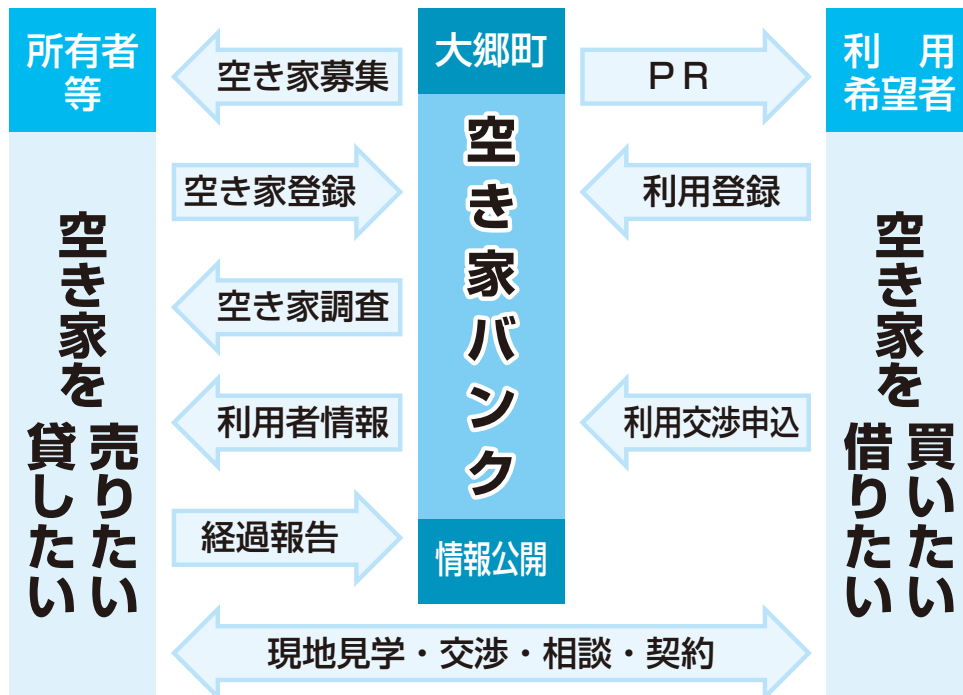 所有者
等
空き家を
売りたい
貸したい
空き家募集
空き家登録
空き家調査
利用者情報
経過報告
大郷町
空き家バンク
情報公開
PR
利用登録
利用交渉申込
利用
希望者
空き家を
買いたい
借りたい
現地見学・交渉・相談・契約